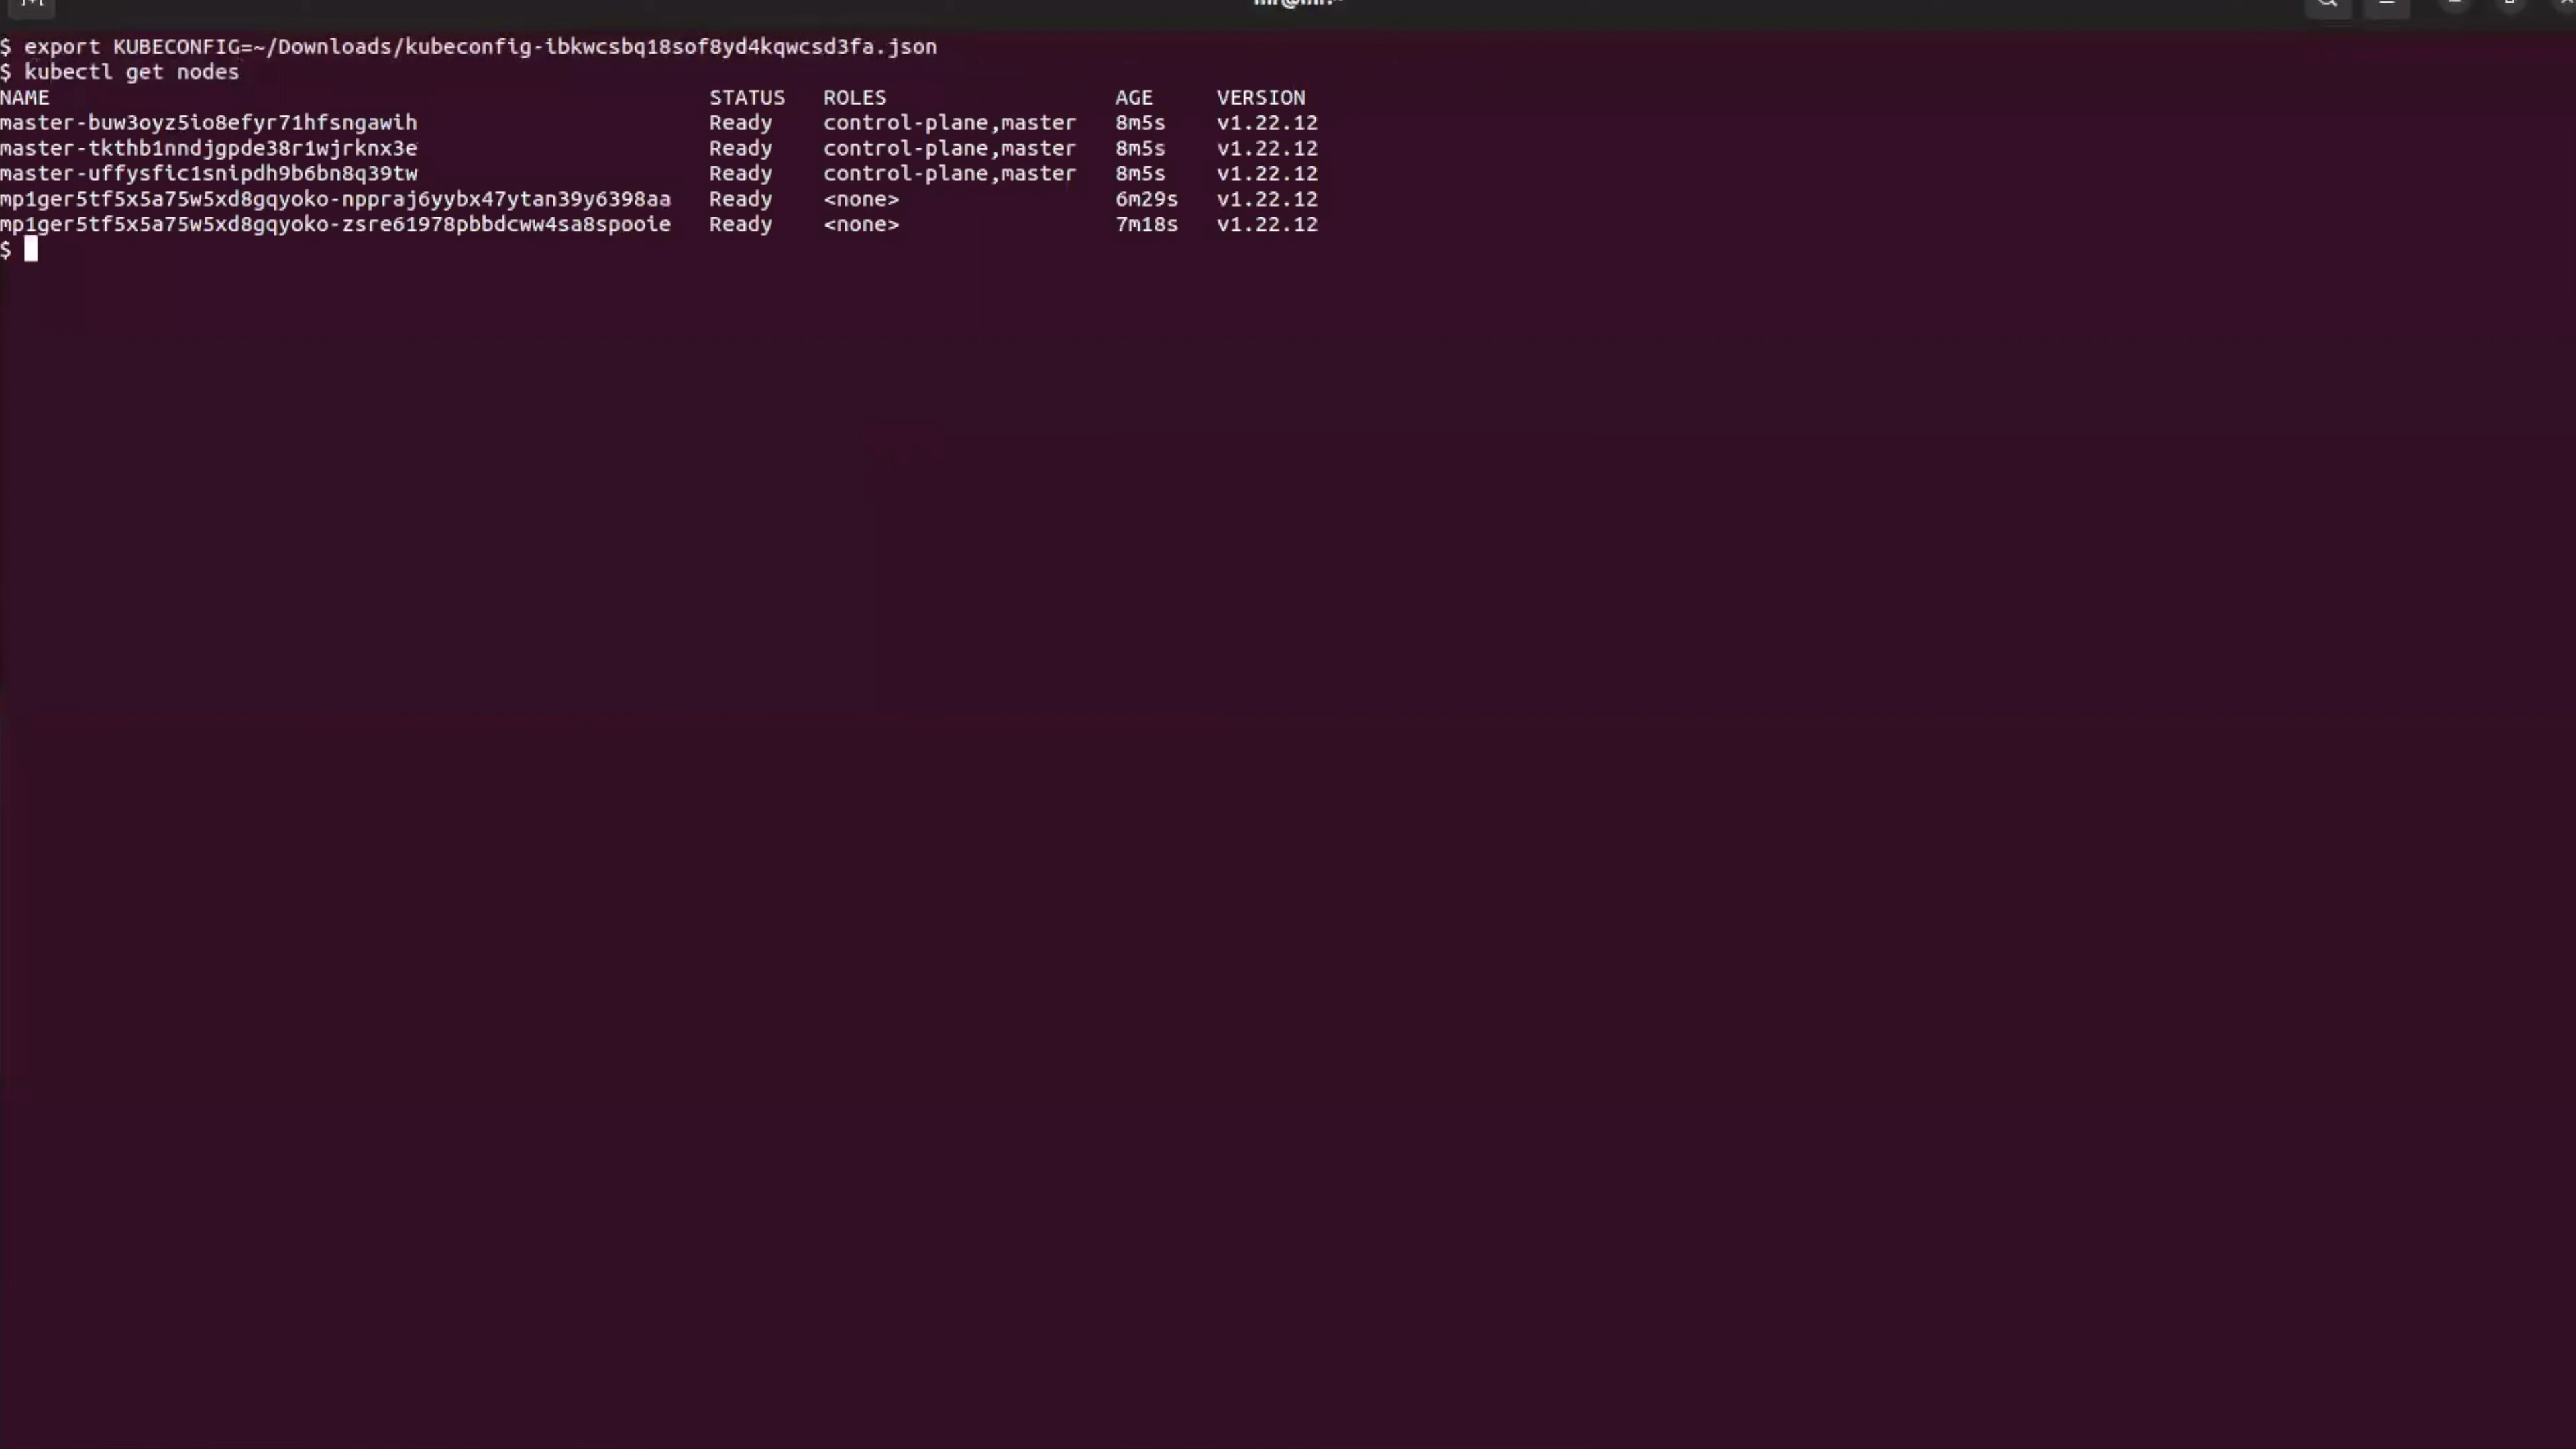 $ export KUBECONFIG=~/Downloads/kubeconfig-ibkwcsbq18sof8yd4kqwcsd3fa.json
$ kubectl get nodes
NAME STATUS ROLES AGE VERSION
master-buw3oyz5io8efyr71hfsngawih Ready control-plane,master 8m5s v1.22.12
master-tkthb1nndjgpde38r1wjrknx3e Ready control-plane,master 8m5s v1.22.12
master-uffysfic1snipdh9b6bn8q39tw Ready control-plane,master 8m5s v1.22.12
mp1ger5tf5x5a75w5xd8gqyoko-nppraj6yybx47ytan39y6398aa Ready <none> 6m29s v1.22.12
mp1ger5tf5x5a75w5xd8gqyoko-zsre61978pbbdcww4sa8spooie Ready <none> 7m18s v1.22.12
$